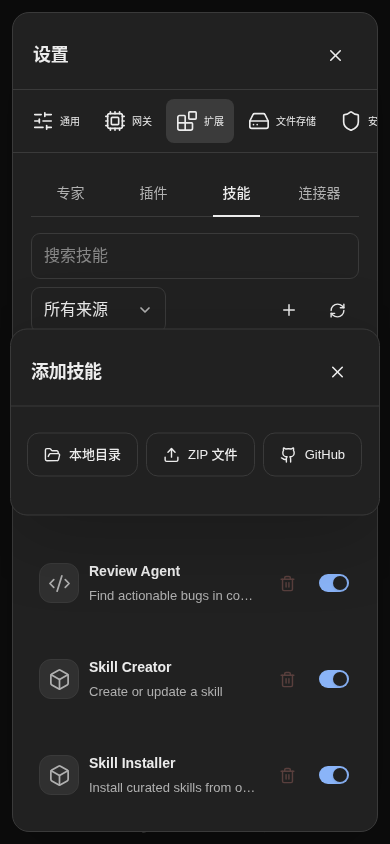 设置
通用
网关
扩展
文件存储
安
专家
插件
技能
连接器
搜索技能
所有来源
添加技能
本地目录
ZIP 文件
GitHub
Review Agent
Find actionable bugs in co…
Skill Creator
Create or update a skill
Skill Installer
Install curated skills from o…